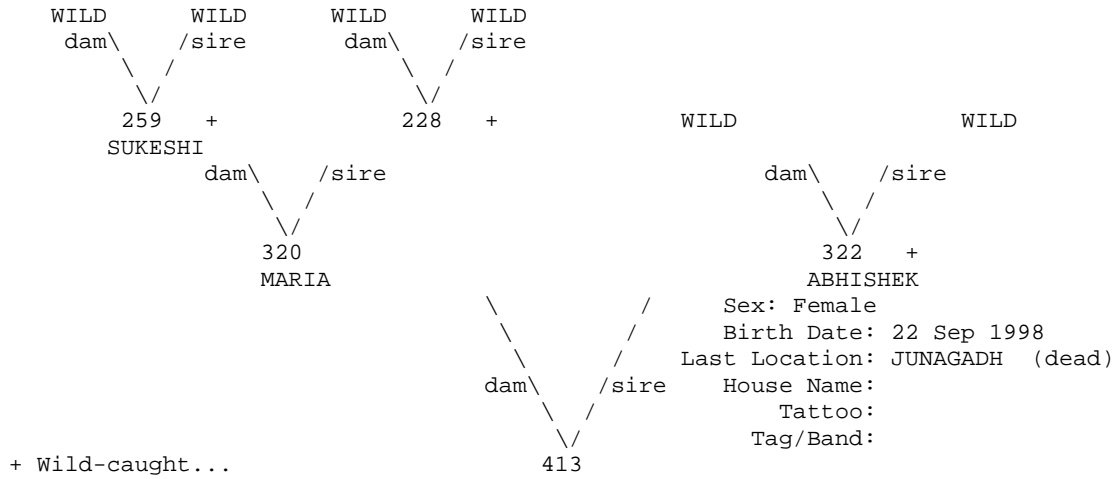 WILD WILD WILD WILD
dam\ /sire dam\ /sire
\ / \ /
\/ \/
259 + 228 + WILD WILD
SUKESHI
dam\ /sire dam\ /sire
\ / \ /
\/ \/
320 322 +
MARIA ABHISHEK
\ / Sex: Female
\ / Birth Date: 22 Sep 1998
\ / Last Location: JUNAGADH (dead)
dam\ /sire House Name:
\ / Tattoo:
\/ Tag/Band:
+ Wild-caught... 413